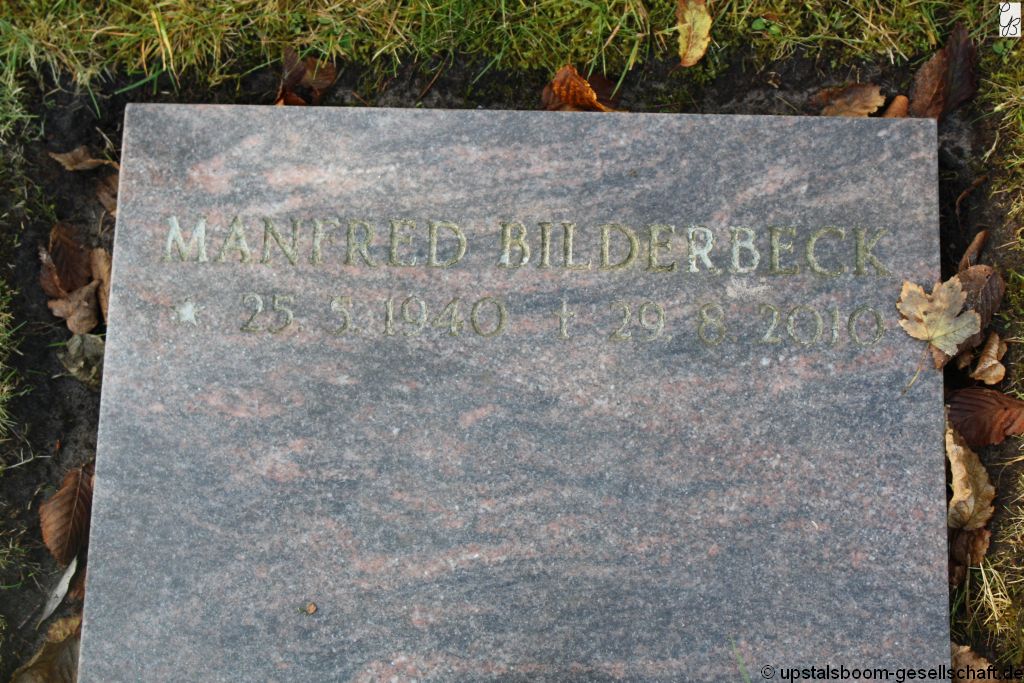 MANFRED BILDERBECK
* 25. 5. 1940 † 29. 8. 2010
© upstalsboom-gesellschaft.de